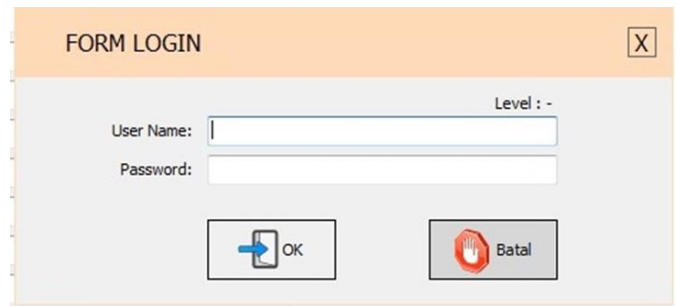 FORM LOGIN X
Level : -
User Name:
Password:
OK Batal